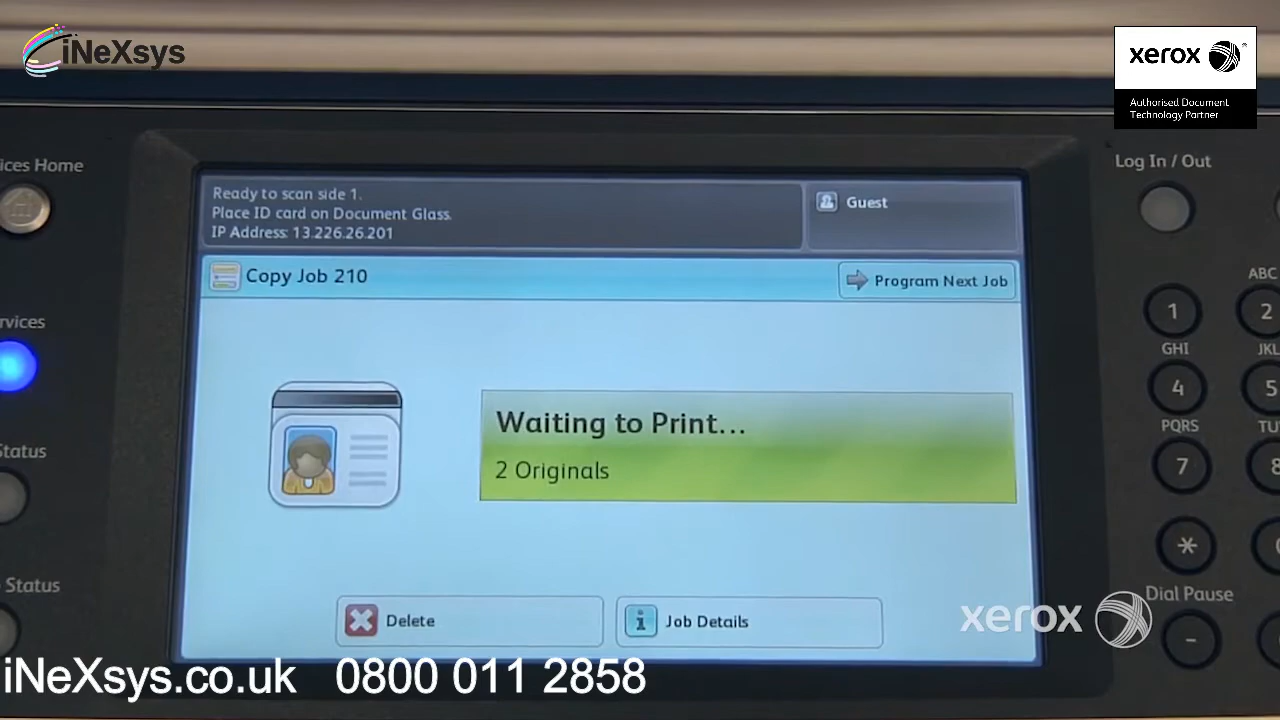 iNeXsys
xerox
Authorised Document
Technology Partner
ices Home
Log In / Out
Ready to scan side 1.
Place ID card on Document Glass.
IP Address: 13.226.26.201
Guest
Copy Job 210
Program Next Job
ABC
1
2
rvices
GHI
JKL
4
5
Waiting to Print...
2 Originals
PQRS
TU
7
8
Status
*
Status
Dial Pause
Delete
Job Details
xerox
-
iNeXsys.co.uk 0800 011 2858